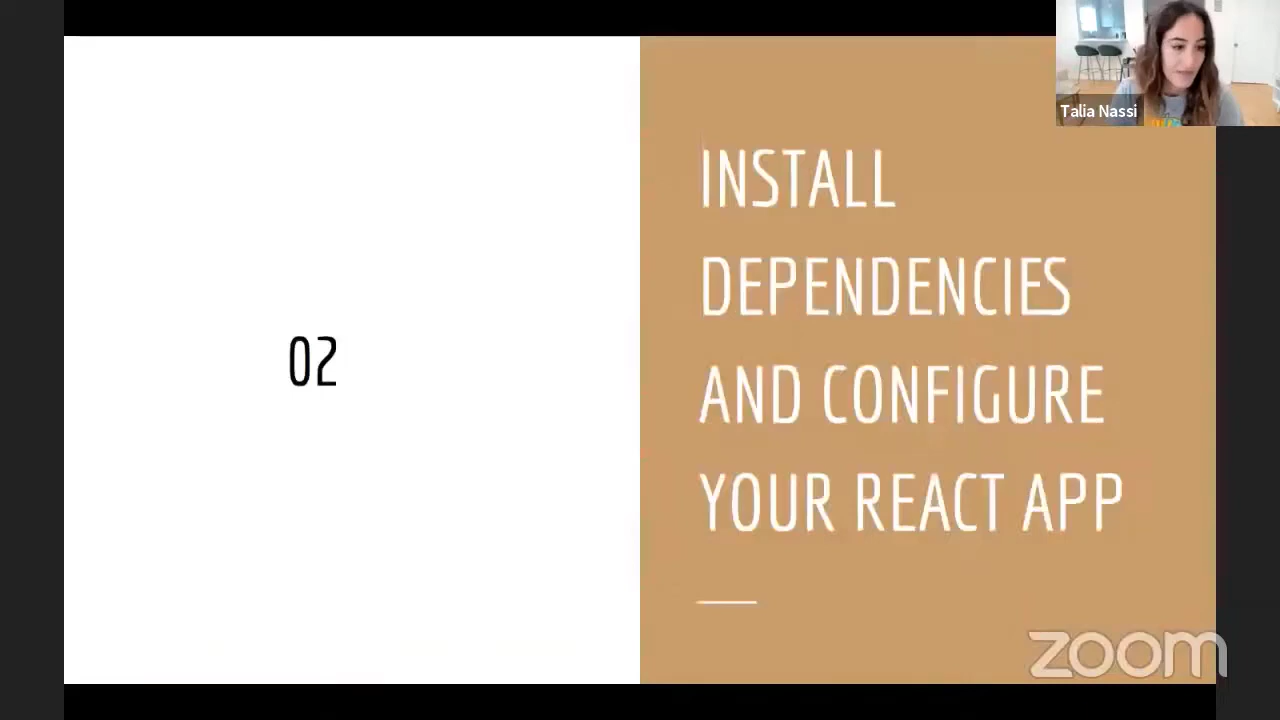 Talia Nassi
02
INSTALL
DEPENDENCIES
AND CONFIGURE
YOUR REACT APP
zoom